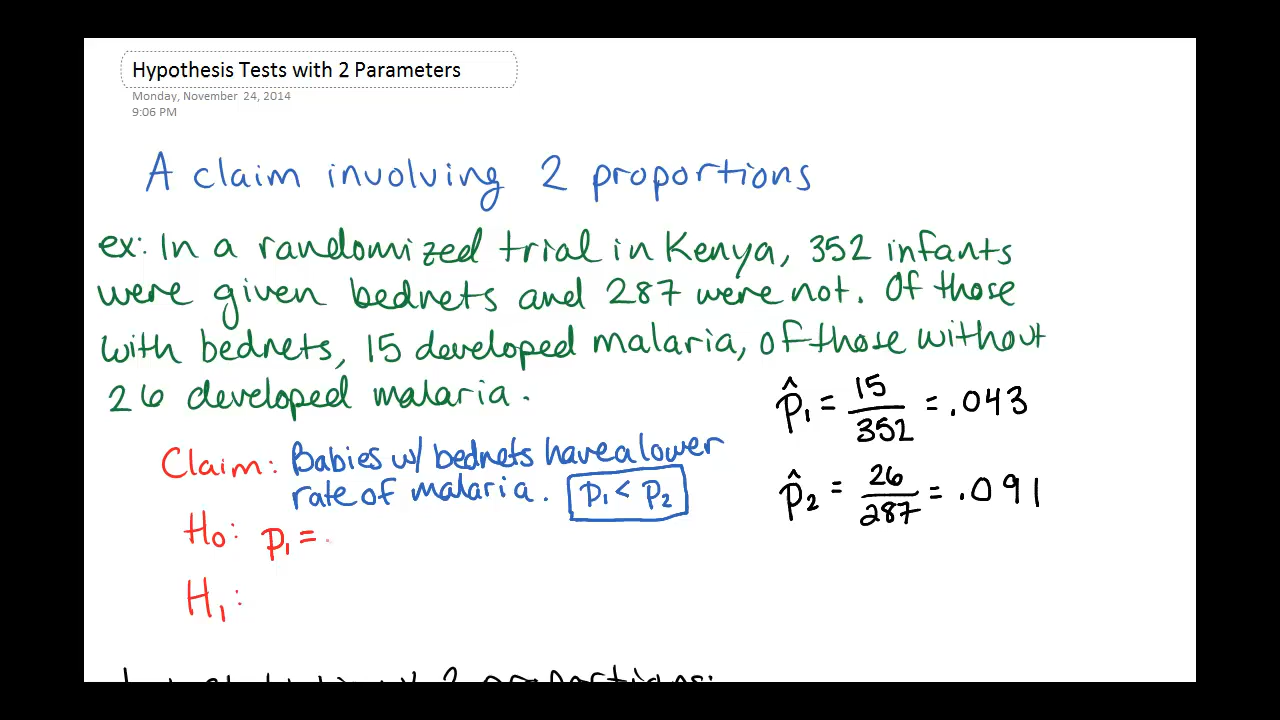 Hypothesis Tests with 2 Parameters
Monday, November 24, 2014
9:06 PM
A claim involving 2 proportions
ex: In a randomized trial in Kenya, 352 infants
were given bednets and 287 were not. Of those
with bednets, 15 developed malaria, of those without
26 developed malaria.
p̂₁ = 15/352 = .043
Claim: Babies w/ bednets have a lower
rate of malaria. p₁ < p₂
p̂₂ = 26/287 = .091
H₀: p₁ =
H₁:
2 proportions: